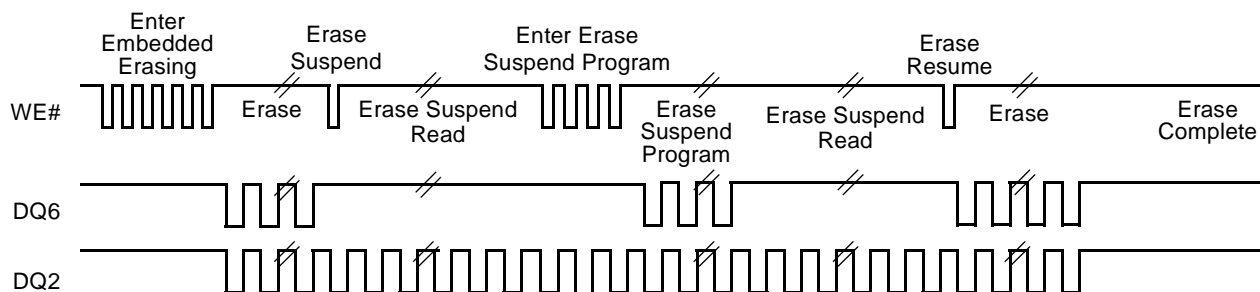 Enter
Embedded
Erasing
Erase
Suspend
Enter Erase
Suspend Program
Erase
Resume
WE#
Erase
Erase Suspend
Read
Erase
Suspend
Program
Erase Suspend
Read
Erase
Erase
Complete
DQ6
DQ2